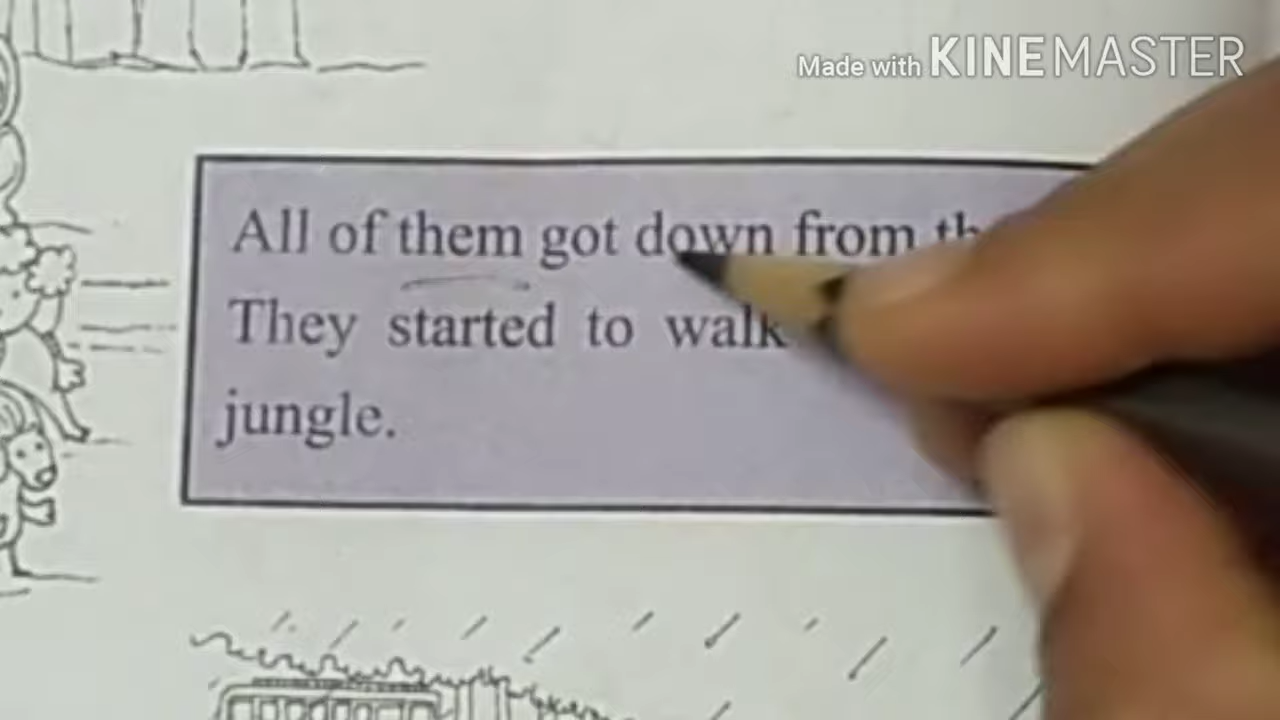 Made with KINEMASTER
All of them got down from
They started to walk
jungle.